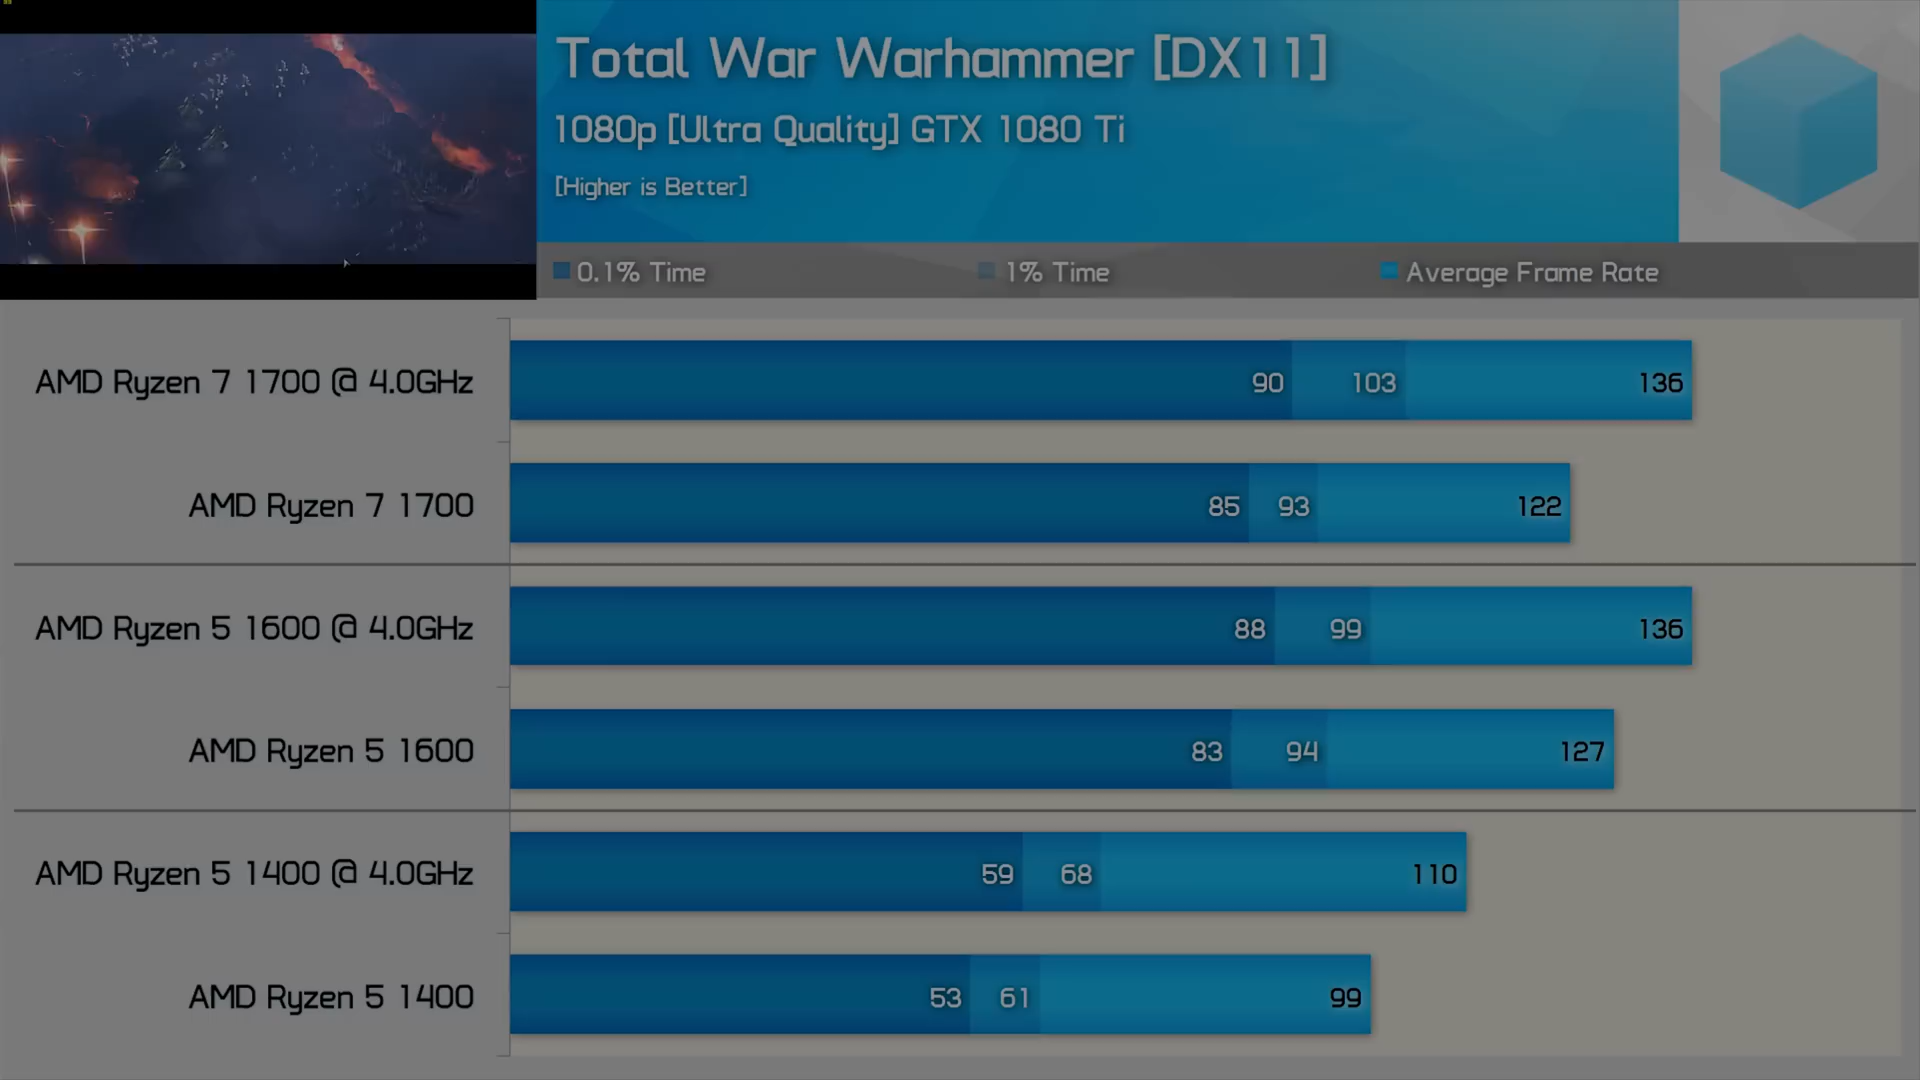 Total War Warhammer [DX11]
1080p [Ultra Quality] GTX 1080 Ti
[Higher is Better]
0.1% Time 1% Time Average Frame Rate
AMD Ryzen 7 1700 @ 4.0GHz 90 103 136
AMD Ryzen 7 1700 85 93 122
AMD Ryzen 5 1600 @ 4.0GHz 88 99 136
AMD Ryzen 5 1600 83 94 127
AMD Ryzen 5 1400 @ 4.0GHz 59 68 110
AMD Ryzen 5 1400 53 61 99